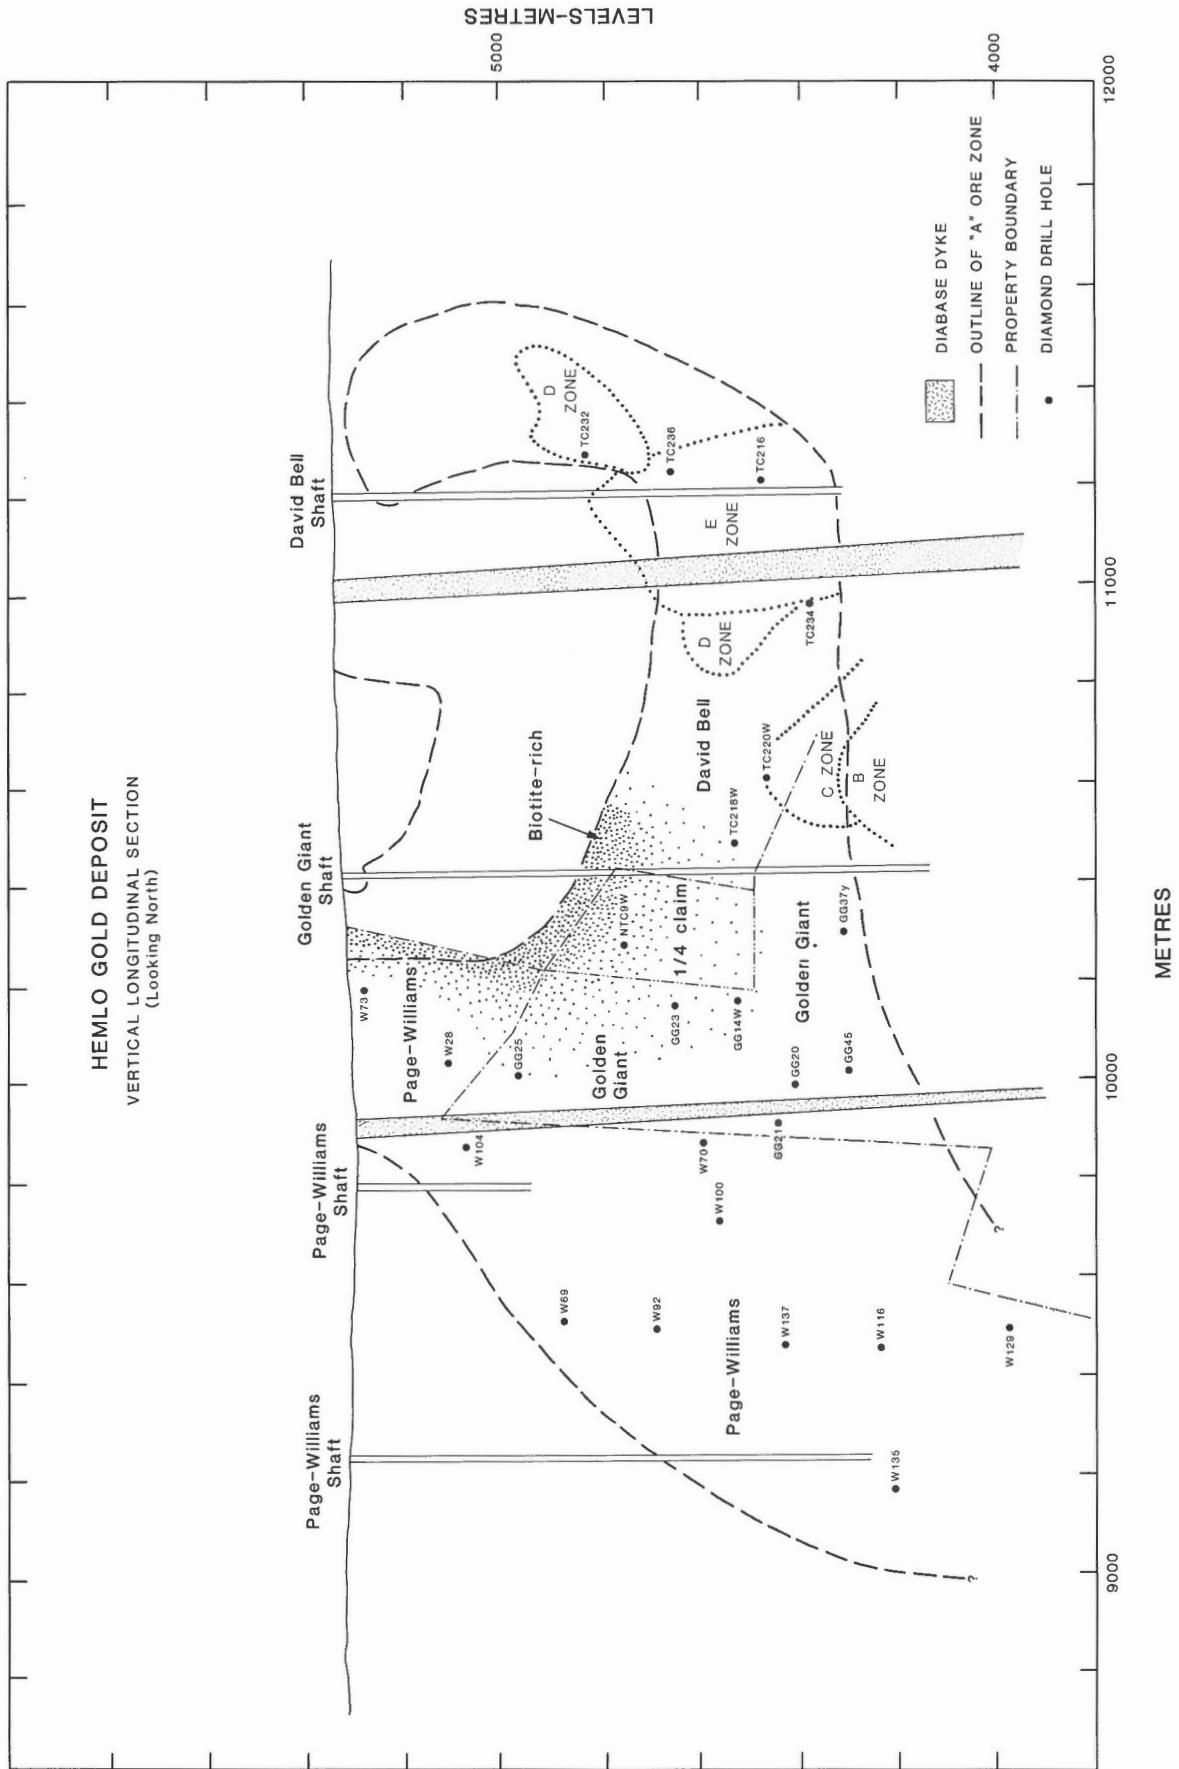 HEMLO GOLD DEPOSIT
VERTICAL LONGITUDINAL SECTION
(Looking North)
LEVELS-METRES
5000
4000
Page-Williams
Shaft
Page-Williams
Shaft
Golden Giant
Shaft
David Bell
Shaft
W73
W28
W104
GG25
Page-Williams
Biotite-rich
D
ZONE
TC232
W69
Golden
Giant
NTC9W
TC236
W92
GG23
1/4 claim
W70
W100
GG14W
TC218W
David Bell
D
ZONE
E
ZONE
TC216
Page-Williams
W137
GG21
GG20
Golden Giant
TC220W
TC234
GG45
GG37y
C ZONE
B
ZONE
W116
W135
W129
?
?
DIABASE DYKE
OUTLINE OF "A" ORE ZONE
PROPERTY BOUNDARY
DIAMOND DRILL HOLE
9000
10000
11000
12000
METRES